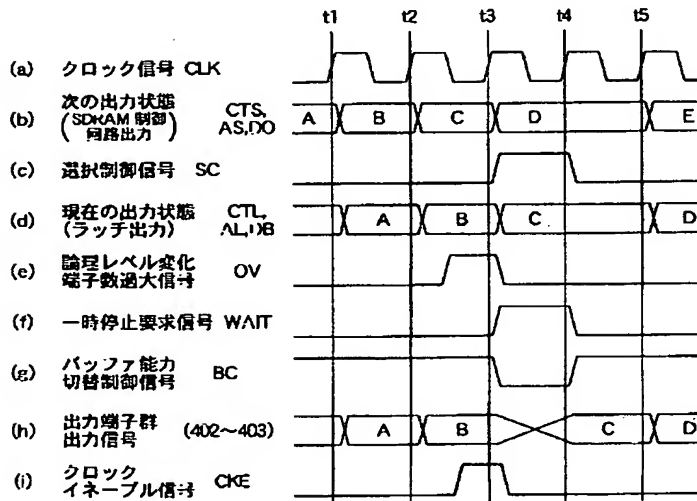 t1 t2 t3 t4 t5
(a) クロック信号 CLK
(b) 次の出力状態 (SDRAM 制御回路出力) CTS, AS,DO A B C D E
(c) 選択制御信号 SC
(d) 現在の出力状態 (ラッチ出力) CTL, AL,DB A B C D
(e) 論理レベル変化端子数過大信号 OV
(f) 一時停止要求信号 WAIT
(g) バッファ能力切替制御信号 BC
(h) 出力端子群出力信号 (402〜403) A B C D
(i) クロックイネーブル信号 CKE